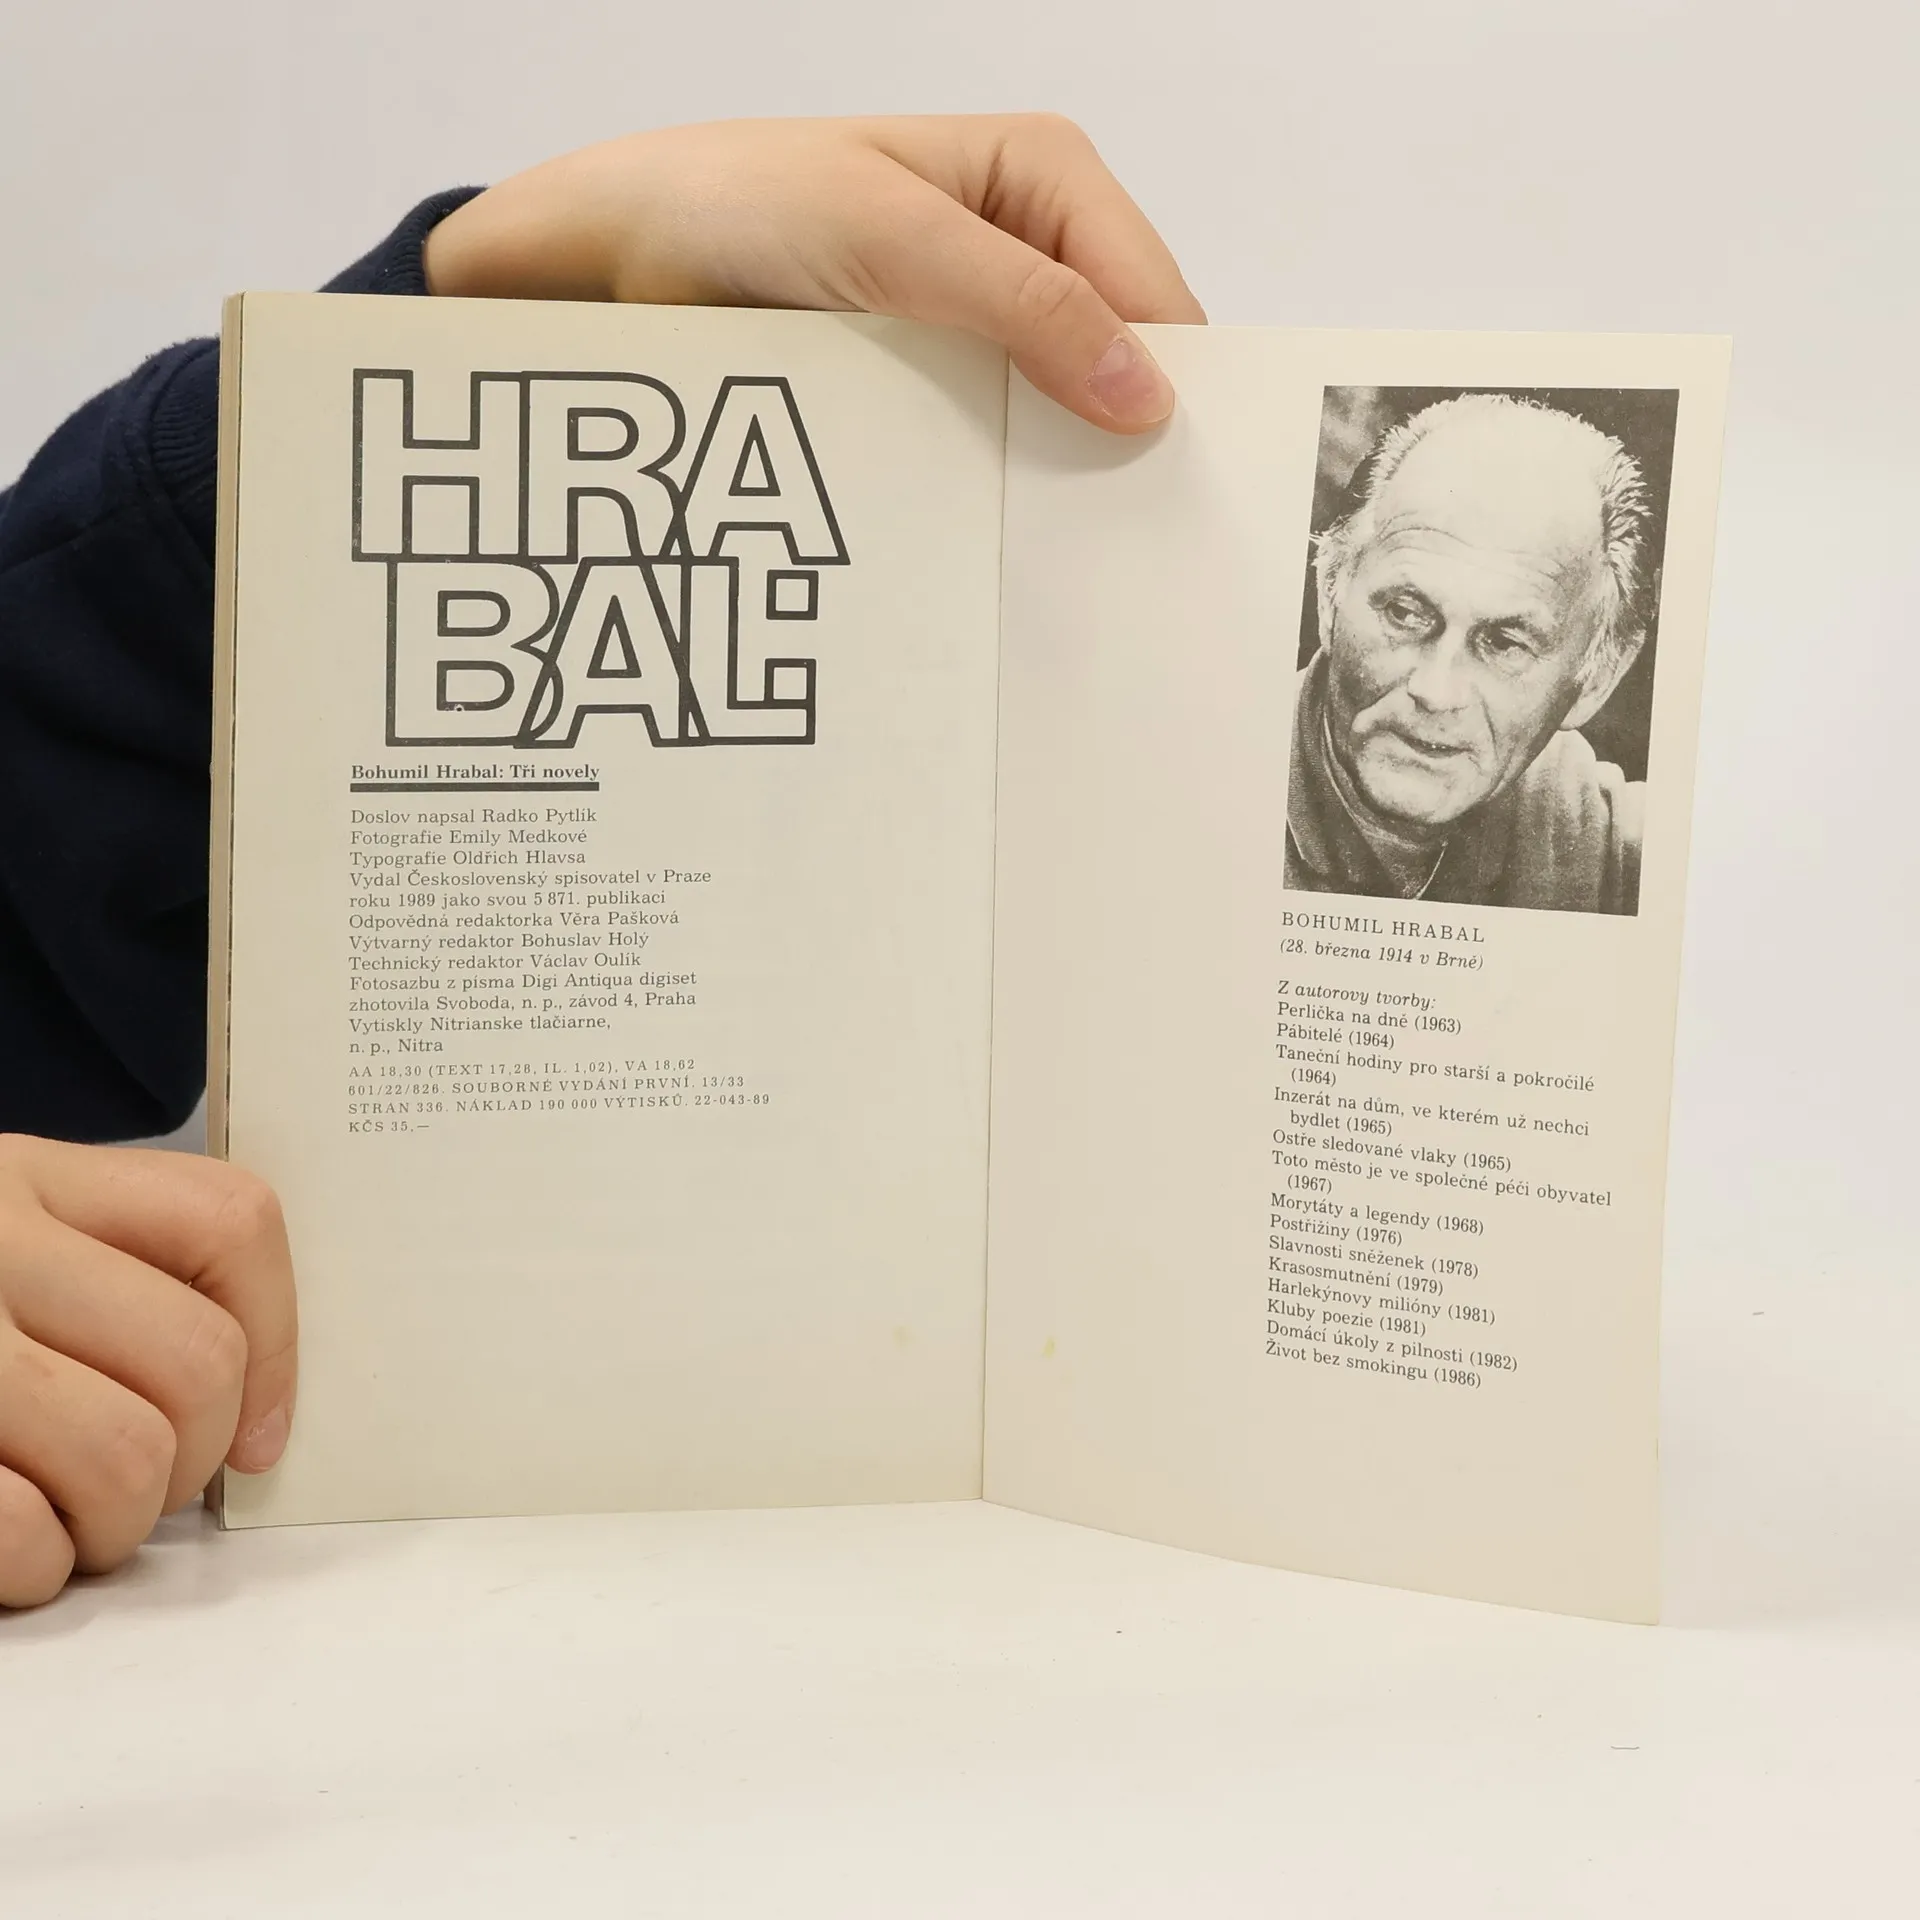 HRA
BAL:
Bohumil Hrabal: Tři novely
Doslov napsal Radko Pytlík
Fotografie Emily Medkové
Typografie Oldřich Hlavsa
Vydal Československý spisovatel v Praze
roku 1989 jako svou 5 871. publikaci
Odpovědná redaktorka Věra Pašková
Výtvarný redaktor Bohuslav Holý
Technický redaktor Václav Oulík
Fotosazbu z písma Digi Antiqua digiset
zhotovila Svoboda, n. p., závod 4, Praha
Vytiskly Nitrianske tlačiarne,
n. p., Nitra
AA 18,30 (TEXT 17,28, IL. 1,02), VA 18,62
601/22/826. SOUBORNÉ VYDÁNÍ PRVNÍ. 13/33
STRAN 336. NÁKLAD 190 000 VÝTISKŮ. 22-043-89
KČS 35,—
BOHUMIL HRABAL
(28. března 1914 v Brně)
Z autorovy tvorby:
Perlička na dně (1963)
Pábitelé (1964)
Taneční hodiny pro starší a pokročilé
(1964)
Inzerát na dům, ve kterém už nechci
bydlet (1965)
Ostře sledované vlaky (1965)
Toto město je ve společné péči obyvatel
(1967)
Morytáty a legendy (1968)
Postřižiny (1976)
Slavnosti sněženek (1978)
Krasosmutnění (1979)
Harlekýnovy milióny (1981)
Kluby poezie (1981)
Domácí úkoly z pilnosti (1982)
Život bez smokingu (1986)